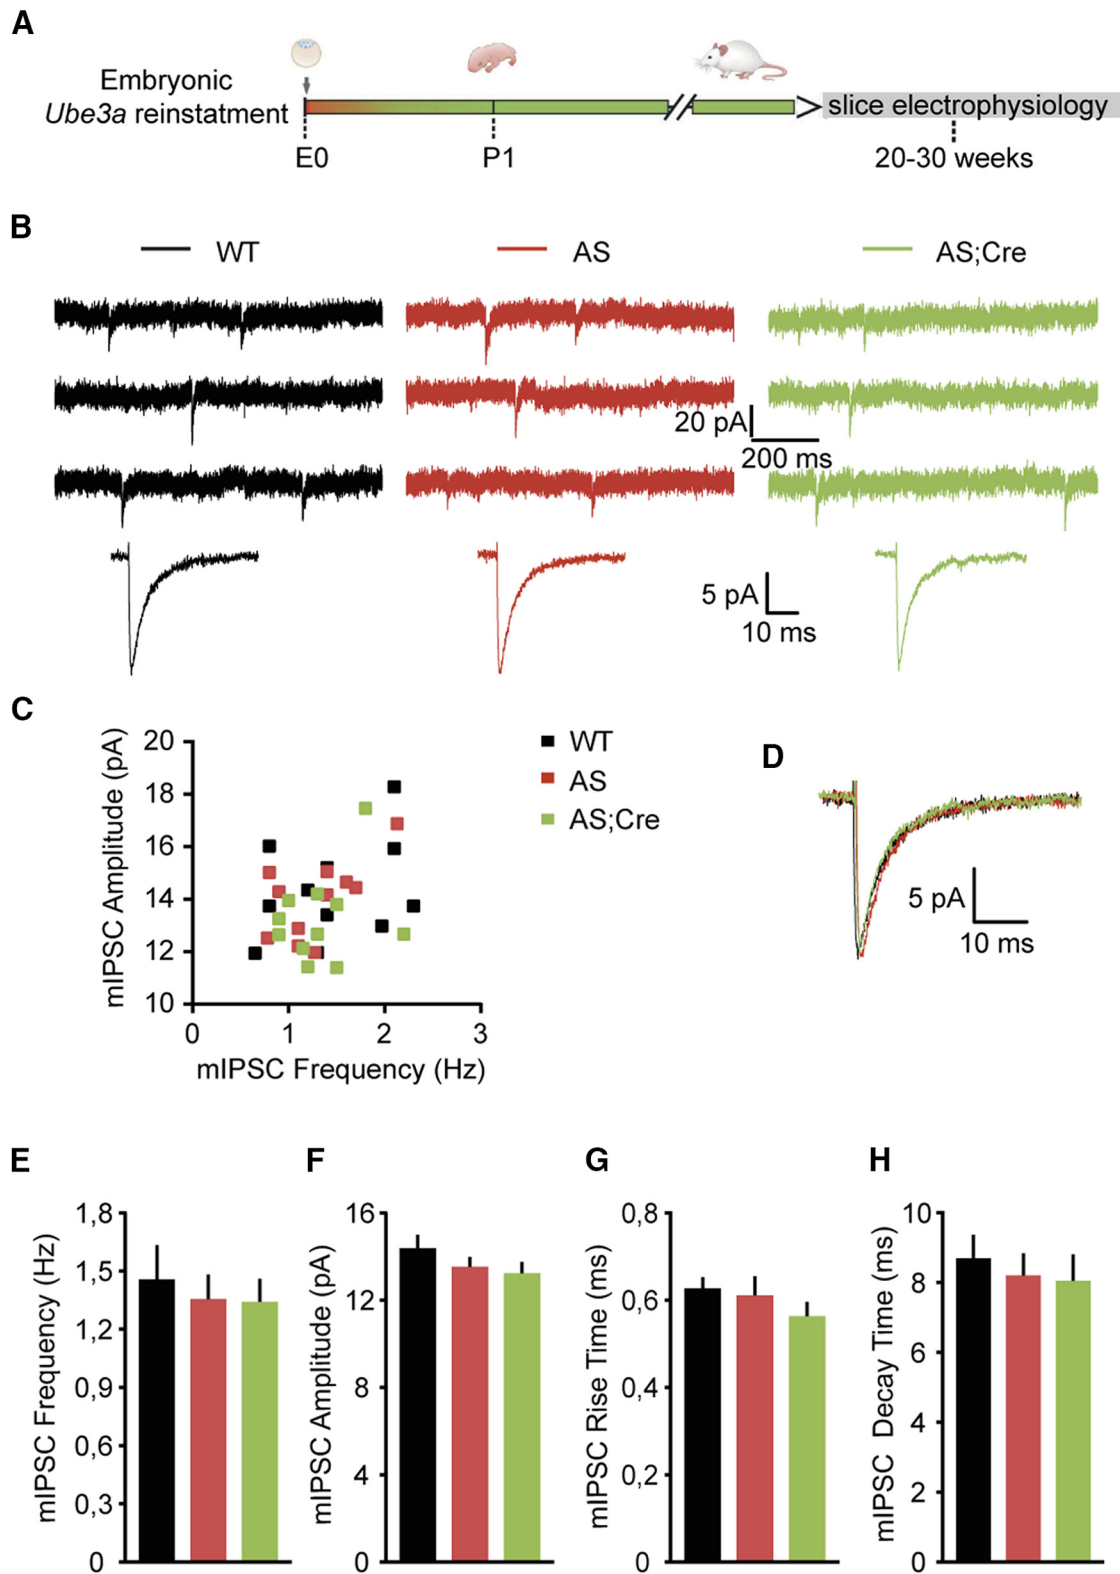 A
Embryonic
Ube3a reinstatment
slice electrophysiology
E0
P1
20-30 weeks
B
WT
AS
AS;Cre
20 pA
200 ms
5 pA
10 ms
C
mIPSC Amplitude (pA)
20
18
16
14
12
10
0
1
2
3
mIPSC Frequency (Hz)
WT
AS
AS;Cre
D
5 pA
10 ms
E
mIPSC Frequency (Hz)
1,8
1,5
1,2
0,9
0,6
0,3
0
F
mIPSC Amplitude (pA)
16
12
8
4
0
G
mIPSC Rise Time (ms)
0,8
0,6
0,4
0,2
0
H
mIPSC Decay Time (ms)
10
8
6
4
2
0